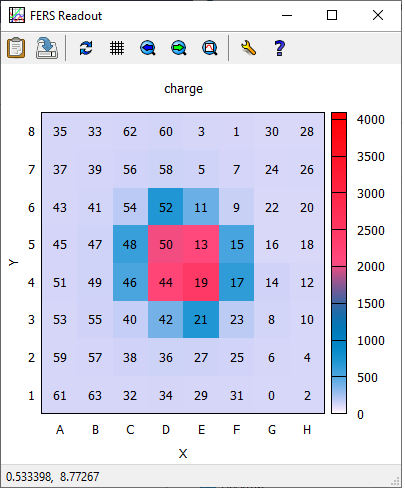 FERS Readout
charge
8 35 33 62 60 3 1 30 28 4000
7 37 39 56 58 5 7 24 26 3500
6 43 41 54 52 11 9 22 20 3000
2500
5 45 47 48 50 13 15 16 18
Y 2000
4 51 49 46 44 19 17 14 12
1500
3 53 55 40 42 21 23 8 10 1000
2 59 57 38 36 27 25 6 4 500
1 61 63 32 34 29 31 0 2 0
A B C D E F G H
X
0.533398, 8.77267